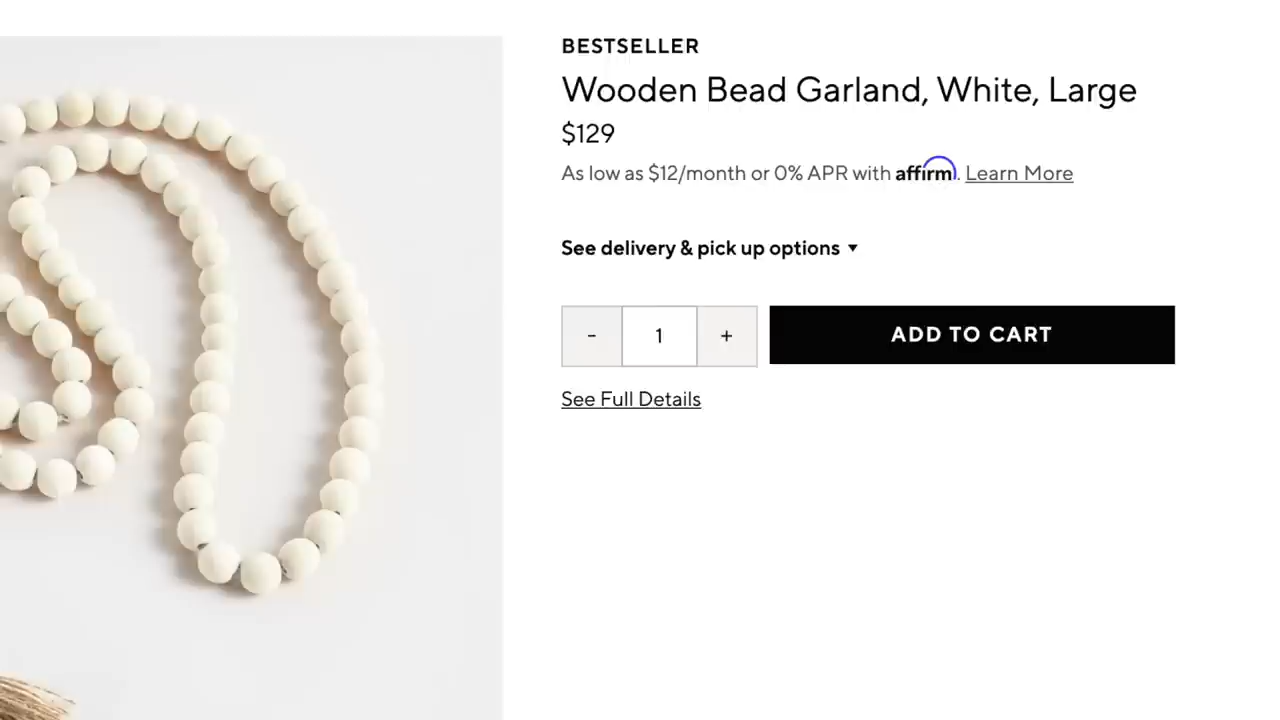 BESTSELLER
Wooden Bead Garland, White, Large
$129
As low as $12/month or 0% APR with affirm. Learn More
See delivery & pick up options ▾
- 1 + ADD TO CART
See Full Details